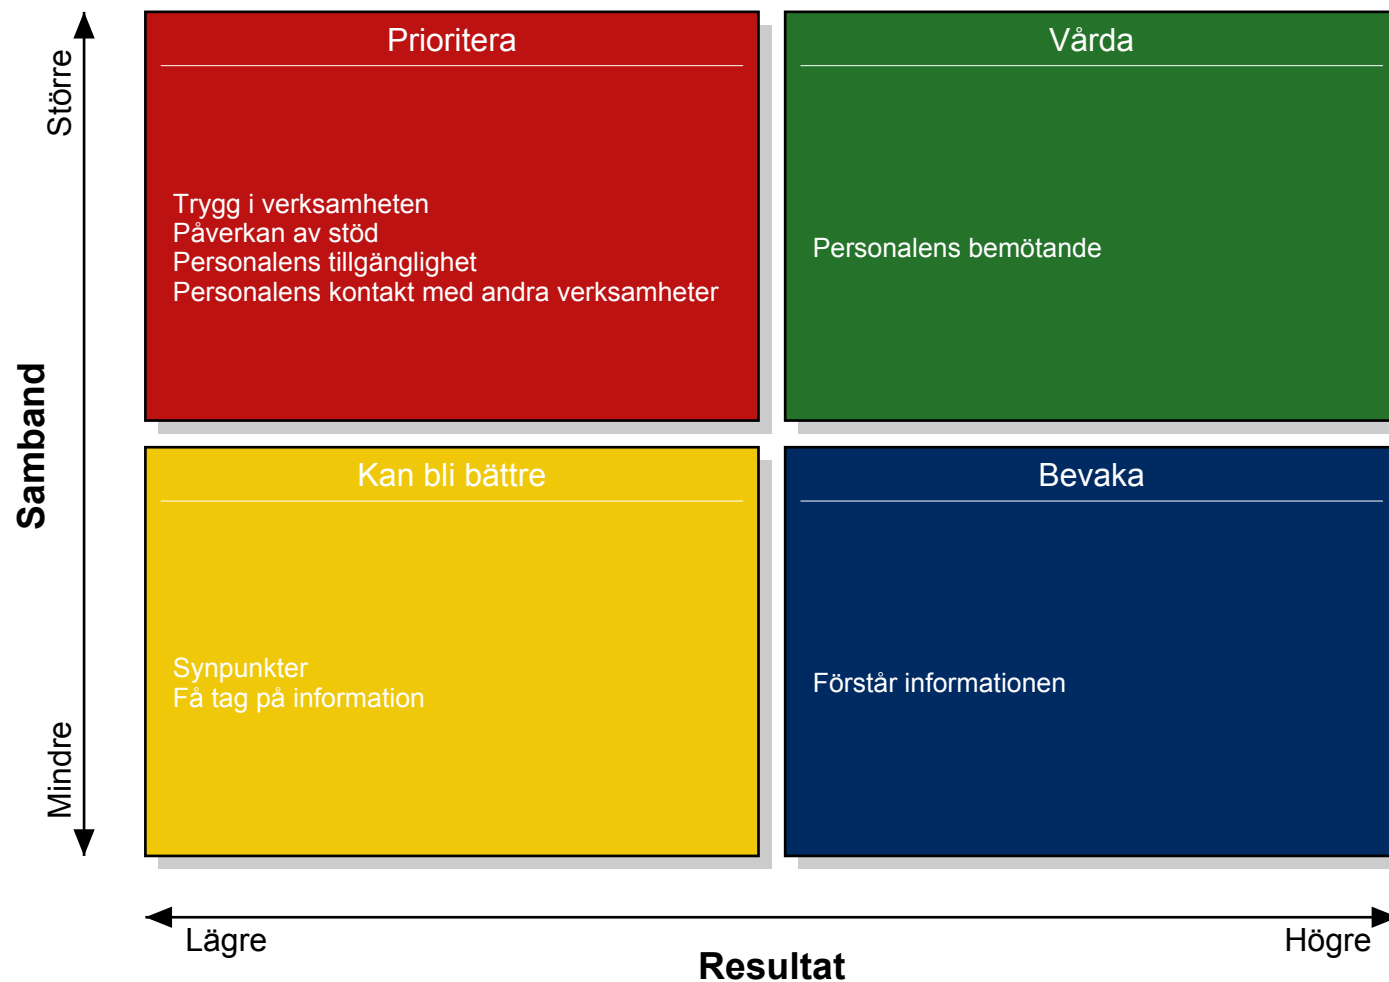 Större
Prioritera
Trygg i verksamheten
Påverkan av stöd
Personalens tillgänglighet
Personalens kontakt med andra verksamheter
Vårda
Personalens bemötande
Samband
Kan bli bättre
Synpunkter
Få tag på information
Bevaka
Förstår informationen
Mindre
Lägre
Högre
Resultat